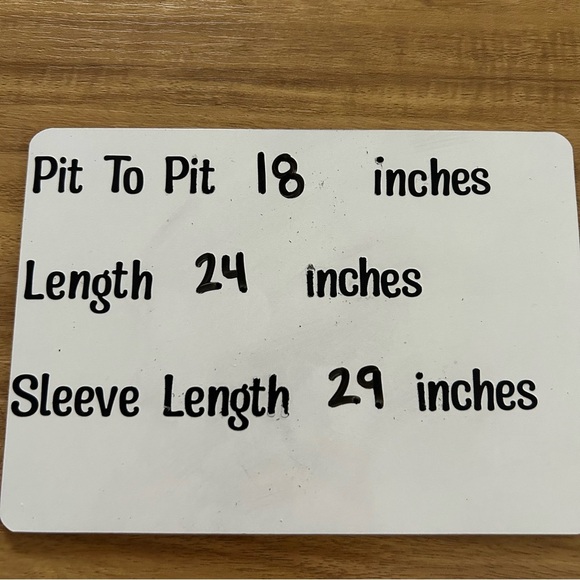 Pit To Pit 18 inches
Length 24 inches
Sleeve Length 29 inches